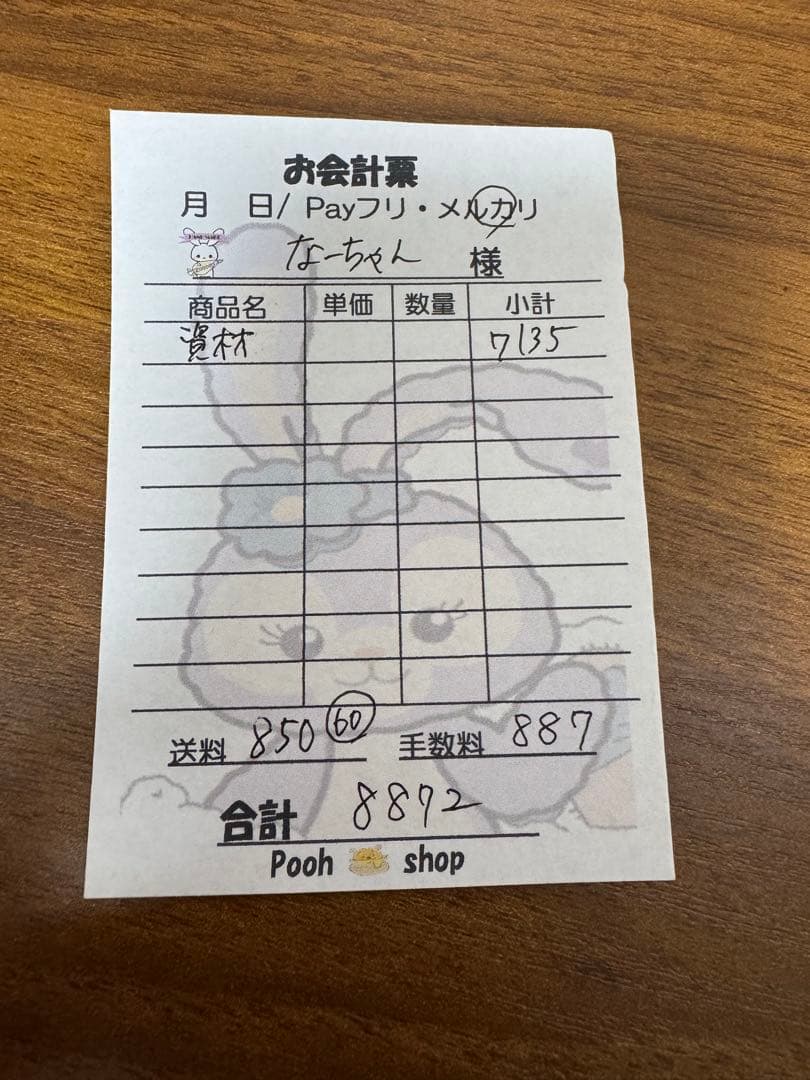 お会計票
月 日/ Payフリ・メルカリ
なーちゃん 様
商品名 単価 数量 小計
資材 7135
送料 850 60 手数料 887
合計 8872
Pooh shop